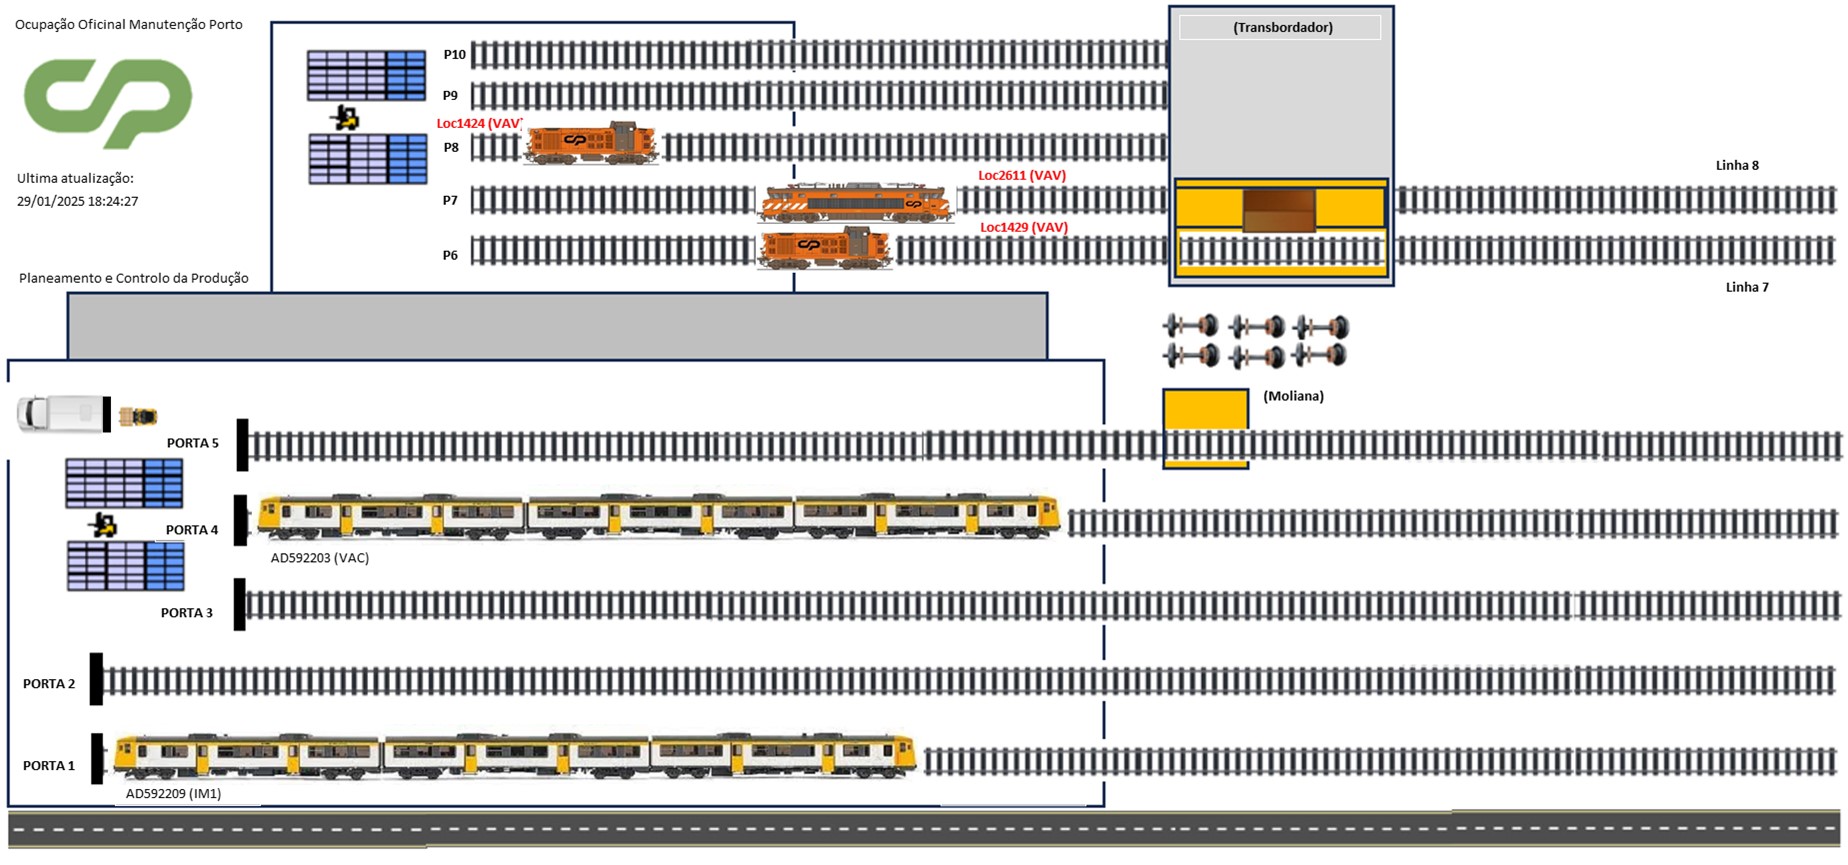 Ocupação Oficinal Manutenção Porto
cp
Ultima atualização:
29/01/2025 18:24:27
Planeamento e Controlo da Produção
P10
P9
Loc1424 (VAV)
P8
Loc2611 (VAV)
P7
Loc1429 (VAV)
P6
(Transbordador)
Linha 8
Linha 7
(Moliana)
PORTA 5
PORTA 4
AD592203 (VAC)
PORTA 3
PORTA 2
PORTA 1
AD592209 (IM1)